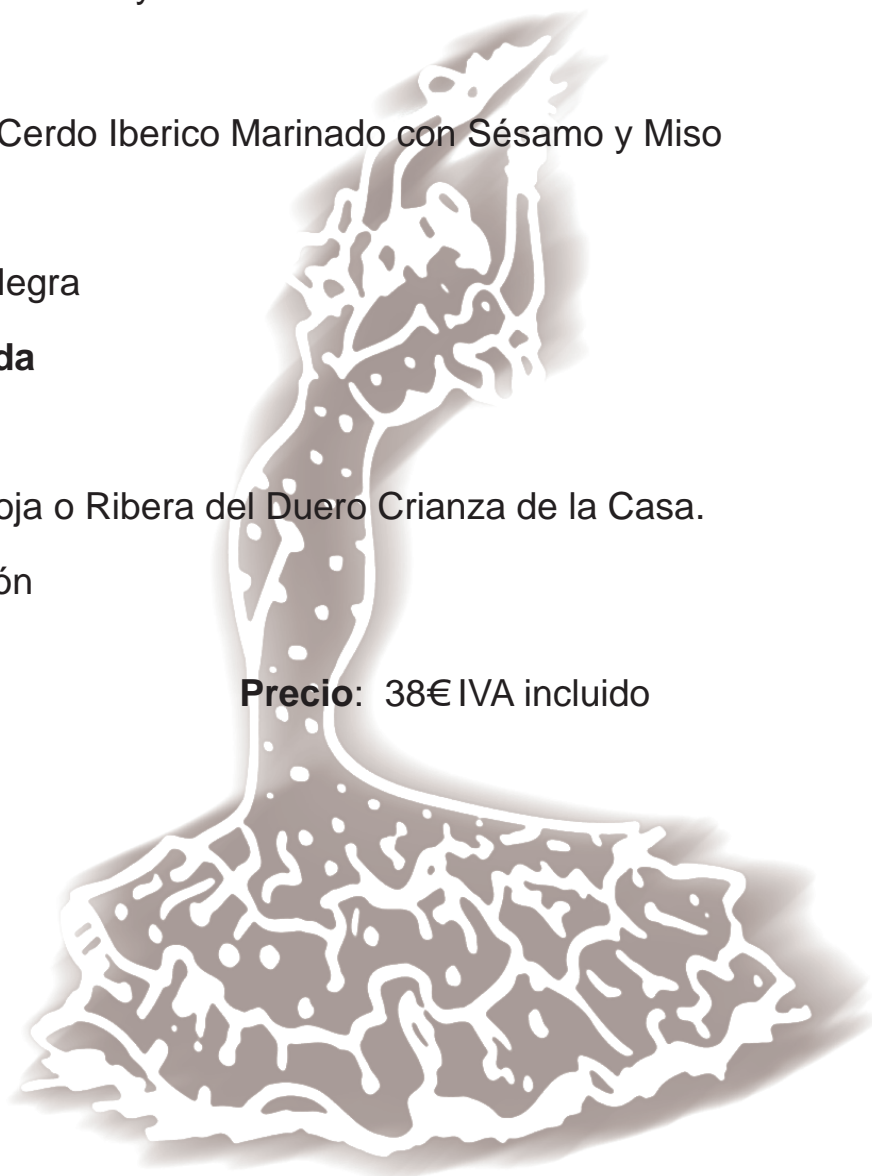 Cerdo Iberico Marinado con Sésamo y Miso
legra
da
oja o Ribera del Duero Crianza de la Casa.
ón
Precio: 38€ IVA incluido